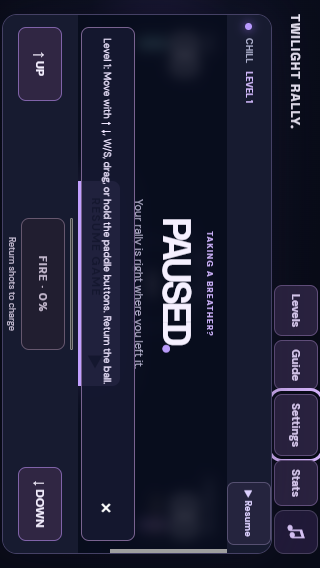 TWILIGHT RALLY.
Levels
Guide
Settings
Stats
CHILL LEVEL 1
▶ Resume
TAKING A BREATHER?
PAUSED.
Your rally is right where you left it.
Level 1: Move with ↑ ↓, W/S, drag, or hold the paddle buttons. Return the ball.
×
RESUME GAME
↑ UP
FIRE · 0%
↓ DOWN
Return shots to charge